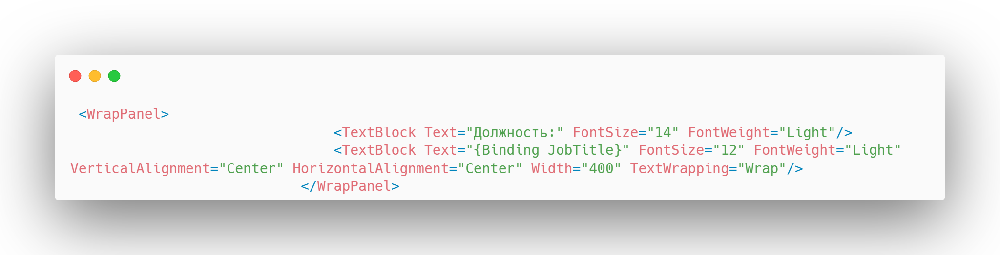 <WrapPanel>
<TextBlock Text="Должность:" FontSize="14" FontWeight="Light"/>
<TextBlock Text="{Binding JobTitle}" FontSize="12" FontWeight="Light"
VerticalAlignment="Center" HorizontalAlignment="Center" Width="400" TextWrapping="Wrap"/>
</WrapPanel>